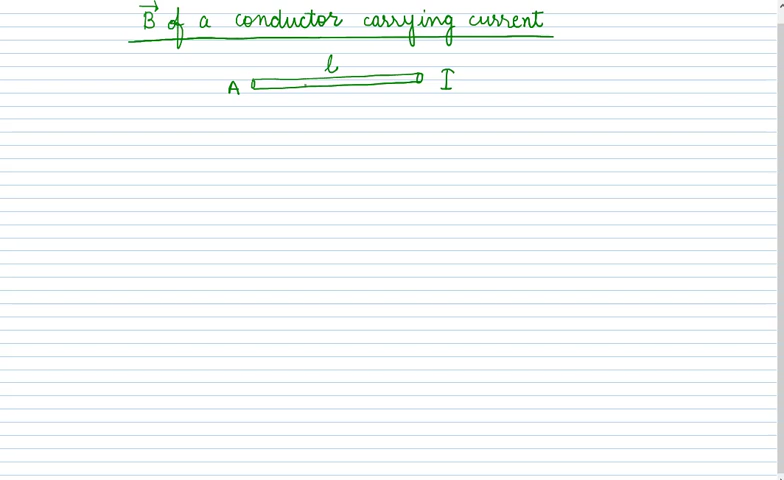 B⃗ of a conductor carrying current
l
A I